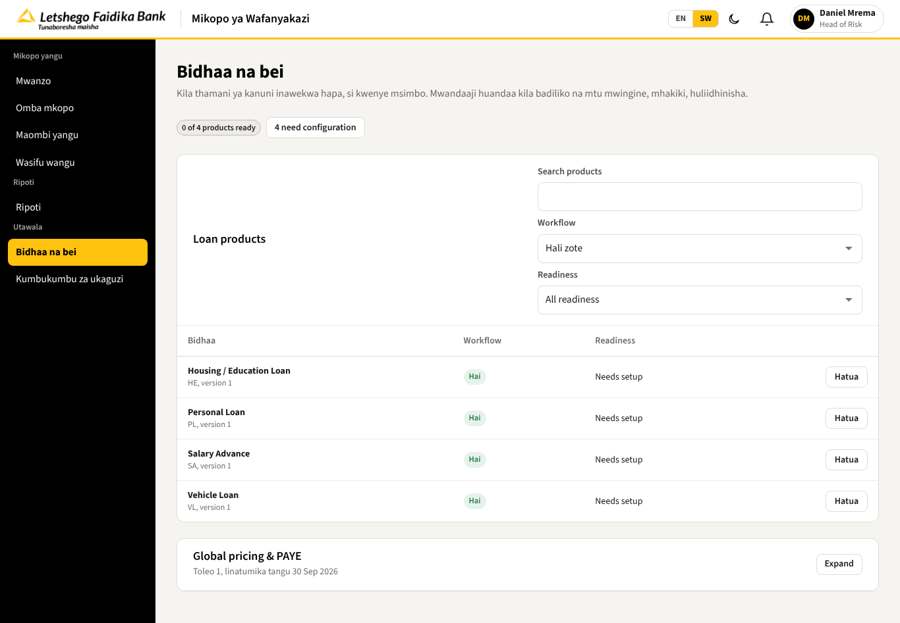 Letshego Faidika Bank
Tunaboresha maisha
Mikopo ya Wafanyakazi
EN SW
DM
Daniel Mrema
Head of Risk
Mikopo yangu
Mwanzo
Omba mkopo
Maombi yangu
Wasifu wangu
Ripoti
Ripoti
Utawala
Bidhaa na bei
Kumbukumbu za ukaguzi
Bidhaa na bei
Kila thamani ya kanuni inawekwa hapa, si kwenye msimbo. Mwandaaji huandaa kila badiliko na mtu mwingine, mhakiki, huliidhinisha.
0 of 4 products ready
4 need configuration
Loan products
Search products
Workflow
Hali zote
Readiness
All readiness
Bidhaa Workflow Readiness
Housing / Education Loan
HE, version 1
Hai
Needs setup
Hatua
Personal Loan
PL, version 1
Hai
Needs setup
Hatua
Salary Advance
SA, version 1
Hai
Needs setup
Hatua
Vehicle Loan
VL, version 1
Hai
Needs setup
Hatua
Global pricing & PAYE
Toleo 1, linatumika tangu 30 Sep 2026
Expand